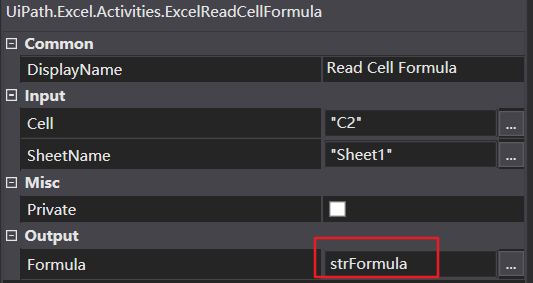 UiPath.Excel.Activities.ExcelReadCellFormula
Common
DisplayName Read Cell Formula
Input
Cell "C2" ...
SheetName "Sheet1" ...
Misc
Private
Output
Formula strFormula ...